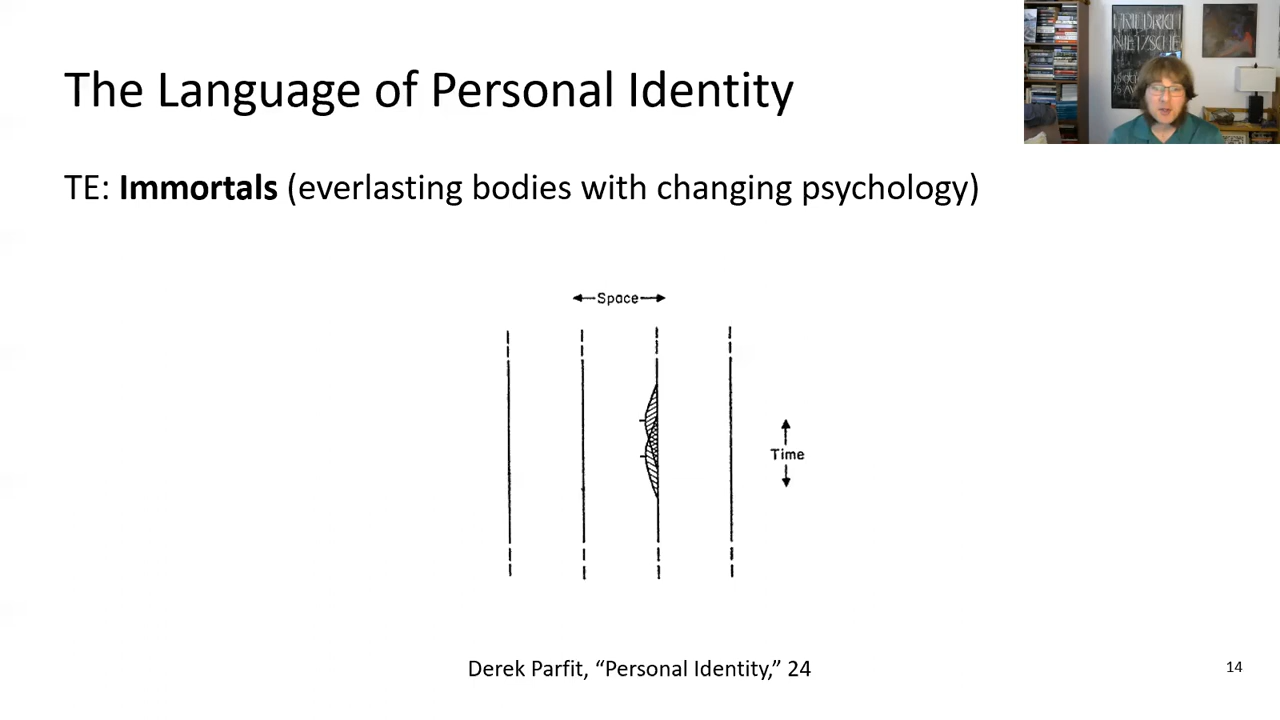 The Language of Personal Identity
FRIEDRICH
NIETZSCHE
TE: Immortals (everlasting bodies with changing psychology)
Space
Time
Derek Parfit, “Personal Identity,” 24
14